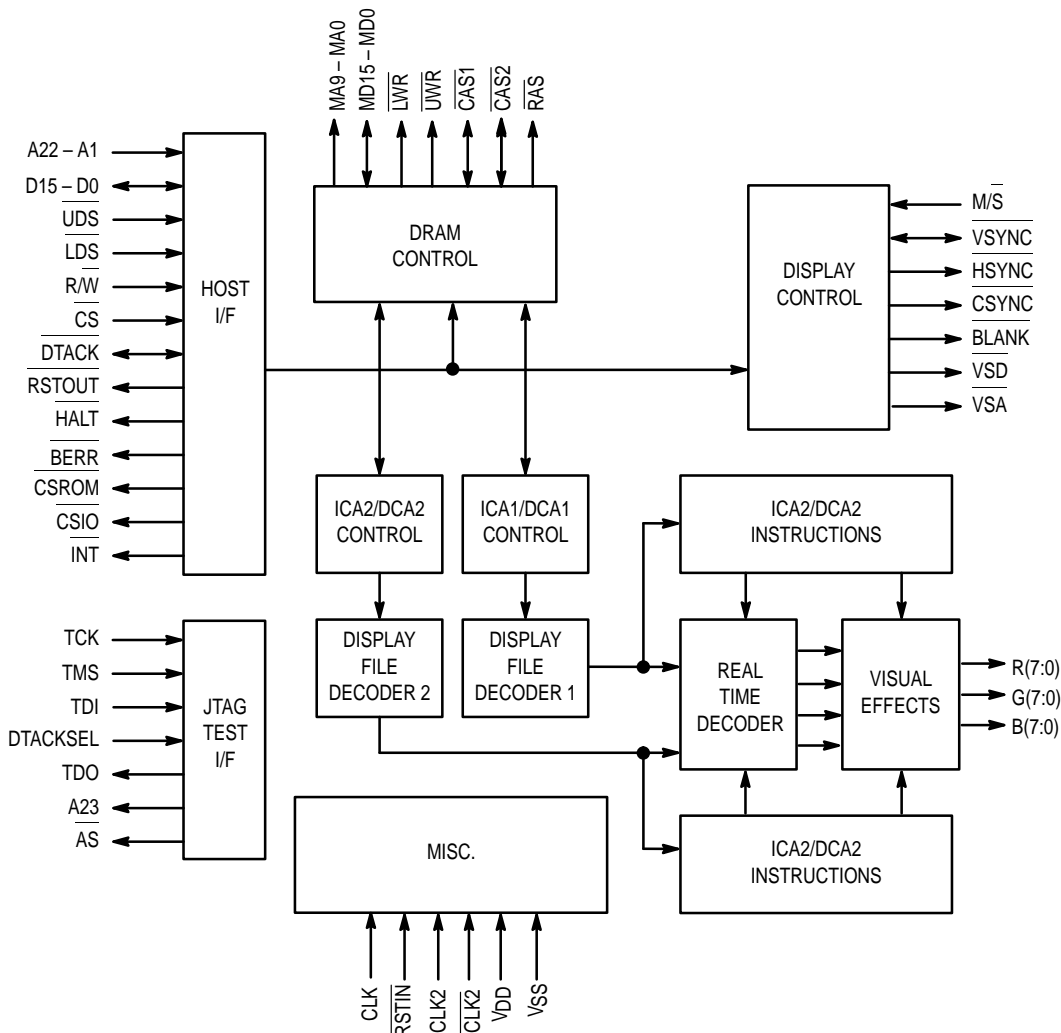 MA9 – MA0
MD15 – MD0
LWR
UWR
CAS1
CAS2
RAS
A22 – A1
D15 – D0
UDS
LDS
R/W
CS
DTACK
RSTOUT
HALT
BERR
CSROM
CSIO
INT
HOST
I/F
DRAM
CONTROL
DISPLAY
CONTROL
M/S
VSYNC
HSYNC
CSYNC
BLANK
VSD
VSA
ICA2/DCA2
CONTROL
ICA1/DCA1
CONTROL
ICA2/DCA2
INSTRUCTIONS
TCK
TMS
TDI
DTACKSEL
TDO
A23
AS
JTAG
TEST
I/F
DISPLAY
FILE
DECODER 2
DISPLAY
FILE
DECODER 1
REAL
TIME
DECODER
VISUAL
EFFECTS
R(7:0)
G(7:0)
B(7:0)
MISC.
ICA2/DCA2
INSTRUCTIONS
CLK
RSTIN
CLK2
CLK2
VDD
VSS